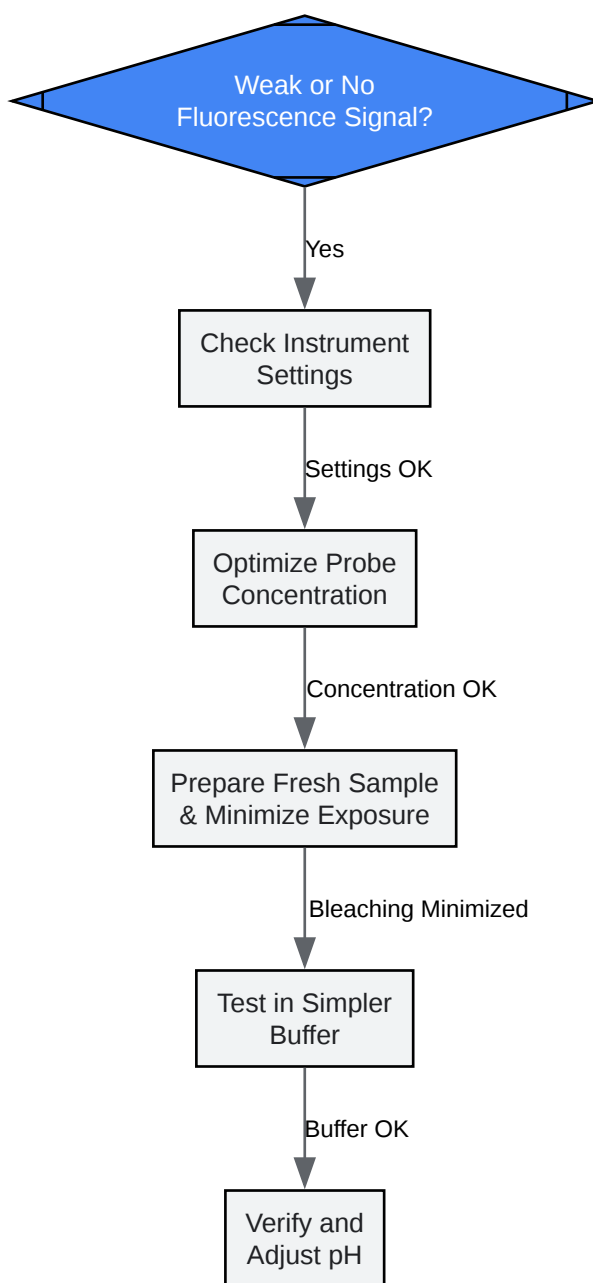 Weak or No
Fluorescence Signal?
Yes
Check Instrument
Settings
Settings OK
Optimize Probe
Concentration
Concentration OK
Prepare Fresh Sample
& Minimize Exposure
Bleaching Minimized
Test in Simpler
Buffer
Buffer OK
Verify and
Adjust pH